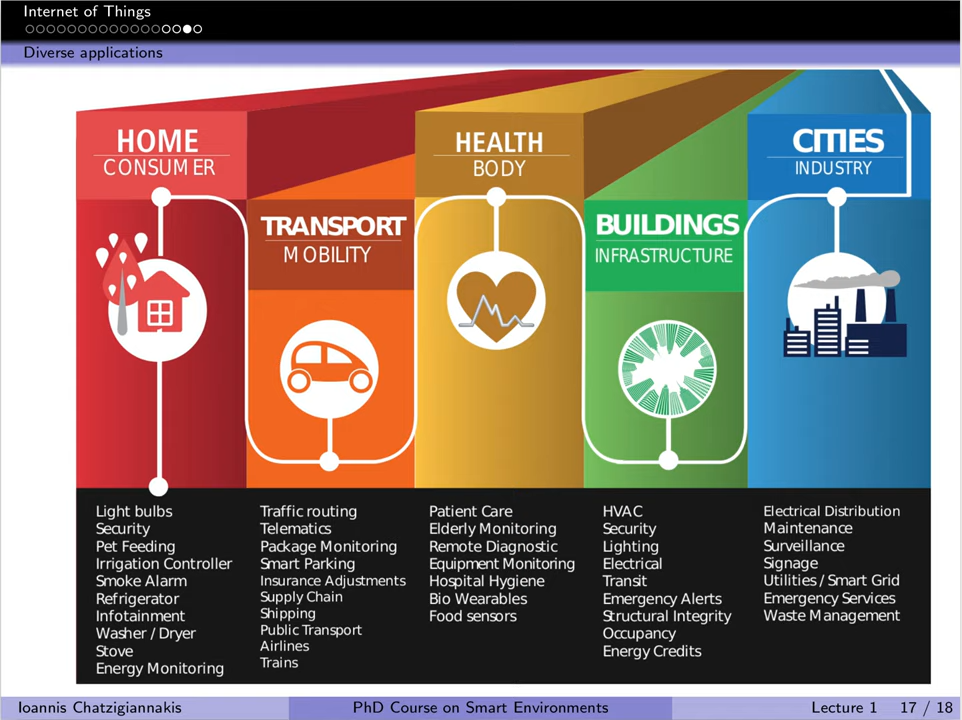 Internet of Things
Diverse applications
HOME
CONSUMER
TRANSPORT
MOBILITY
HEALTH
BODY
BUILDINGS
INFRASTRUCTURE
CITIES
INDUSTRY
Light bulbs
Security
Pet Feeding
Irrigation Controller
Smoke Alarm
Refrigerator
Infotainment
Washer / Dryer
Stove
Energy Monitoring
Traffic routing
Telematics
Package Monitoring
Smart Parking
Insurance Adjustments
Supply Chain
Shipping
Public Transport
Airlines
Trains
Patient Care
Elderly Monitoring
Remote Diagnostic
Equipment Monitoring
Hospital Hygiene
Bio Wearables
Food sensors
HVAC
Security
Lighting
Electrical
Transit
Emergency Alerts
Structural Integrity
Occupancy
Energy Credits
Electrical Distribution
Maintenance
Surveillance
Signage
Utilities / Smart Grid
Emergency Services
Waste Management
Ioannis Chatzigiannakis
PhD Course on Smart Environments
Lecture 1 17 / 18